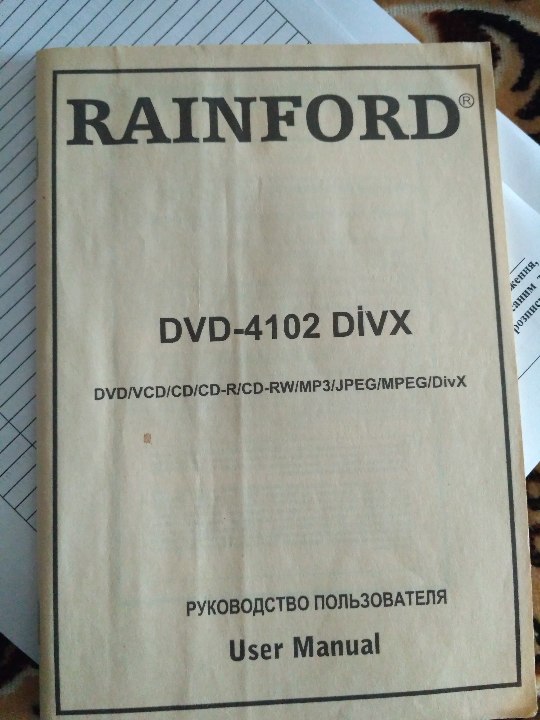 RAINFORD®
DVD-4102 DİVX
DVD/VCD/CD/CD-R/CD-RW/MP3/JPEG/MPEG/DivX
РУКОВОДСТВО ПОЛЬЗОВАТЕЛЯ
User Manual